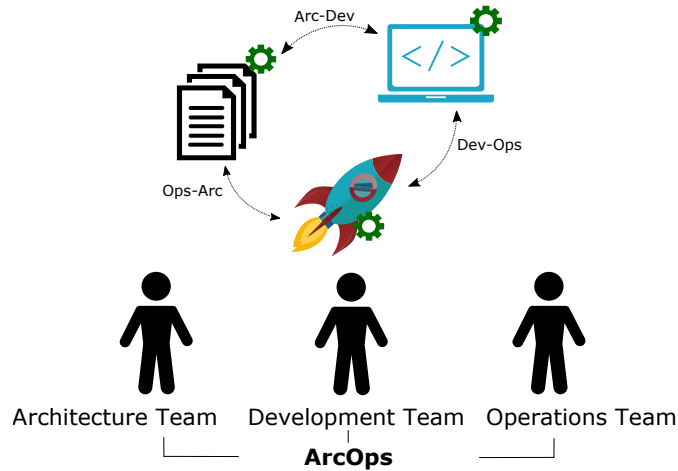 Arc-Dev
</>
Dev-Ops
Ops-Arc
Architecture Team
Development Team
Operations Team
ArcOps